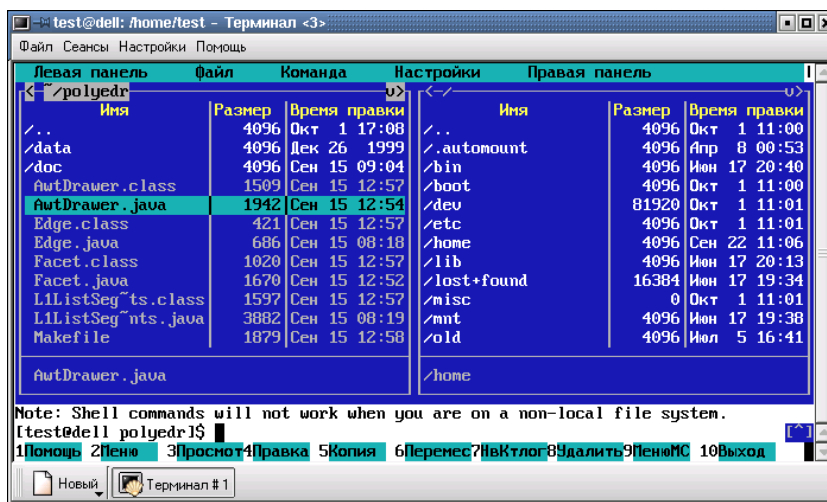 test@dell: /home/test - Терминал <3>
Файл Сеансы Настройки Помощь
Левая панель Файл Команда Настройки Правая панель
<-~/polyedr v> <-/ v>
Имя Размер Время правки Имя Размер Время правки
/.. 4096 Окт 1 17:08 /.. 4096 Окт 1 11:00
/data 4096 Дек 26 1999 /.automount 4096 Апр 8 00:53
/doc 4096 Сен 15 09:04 /bin 4096 Июн 17 20:40
AwtDrawer.class 1509 Сен 15 12:57 /boot 4096 Окт 1 11:00
AwtDrawer.java 1942 Сен 15 12:54 /dev 81920 Окт 1 11:01
Edge.class 421 Сен 15 12:57 /etc 4096 Окт 1 11:01
Edge.java 686 Сен 15 08:18 /home 4096 Сен 22 11:06
Facet.class 1020 Сен 15 12:57 /lib 4096 Июн 17 20:13
Facet.java 1670 Сен 15 12:52 /lost+found 16384 Июн 17 19:34
L1ListSeg~ts.class 1597 Сен 15 12:57 /misc 0 Окт 1 11:01
L1ListSeg~nts.java 3882 Сен 15 08:19 /mnt 4096 Июн 17 19:38
Makefile 1879 Сен 15 12:58 /old 4096 Июл 5 16:41
AwtDrawer.java /home
Note: Shell commands will not work when you are on a non-local file system.
[test@dell polyedr]$ [^]
1Помощь 2Меню 3Просмот4Правка 5Копия 6Перемес7НвКтлог8Удалить9МенюМС 10Выход
Новый Терминал # 1